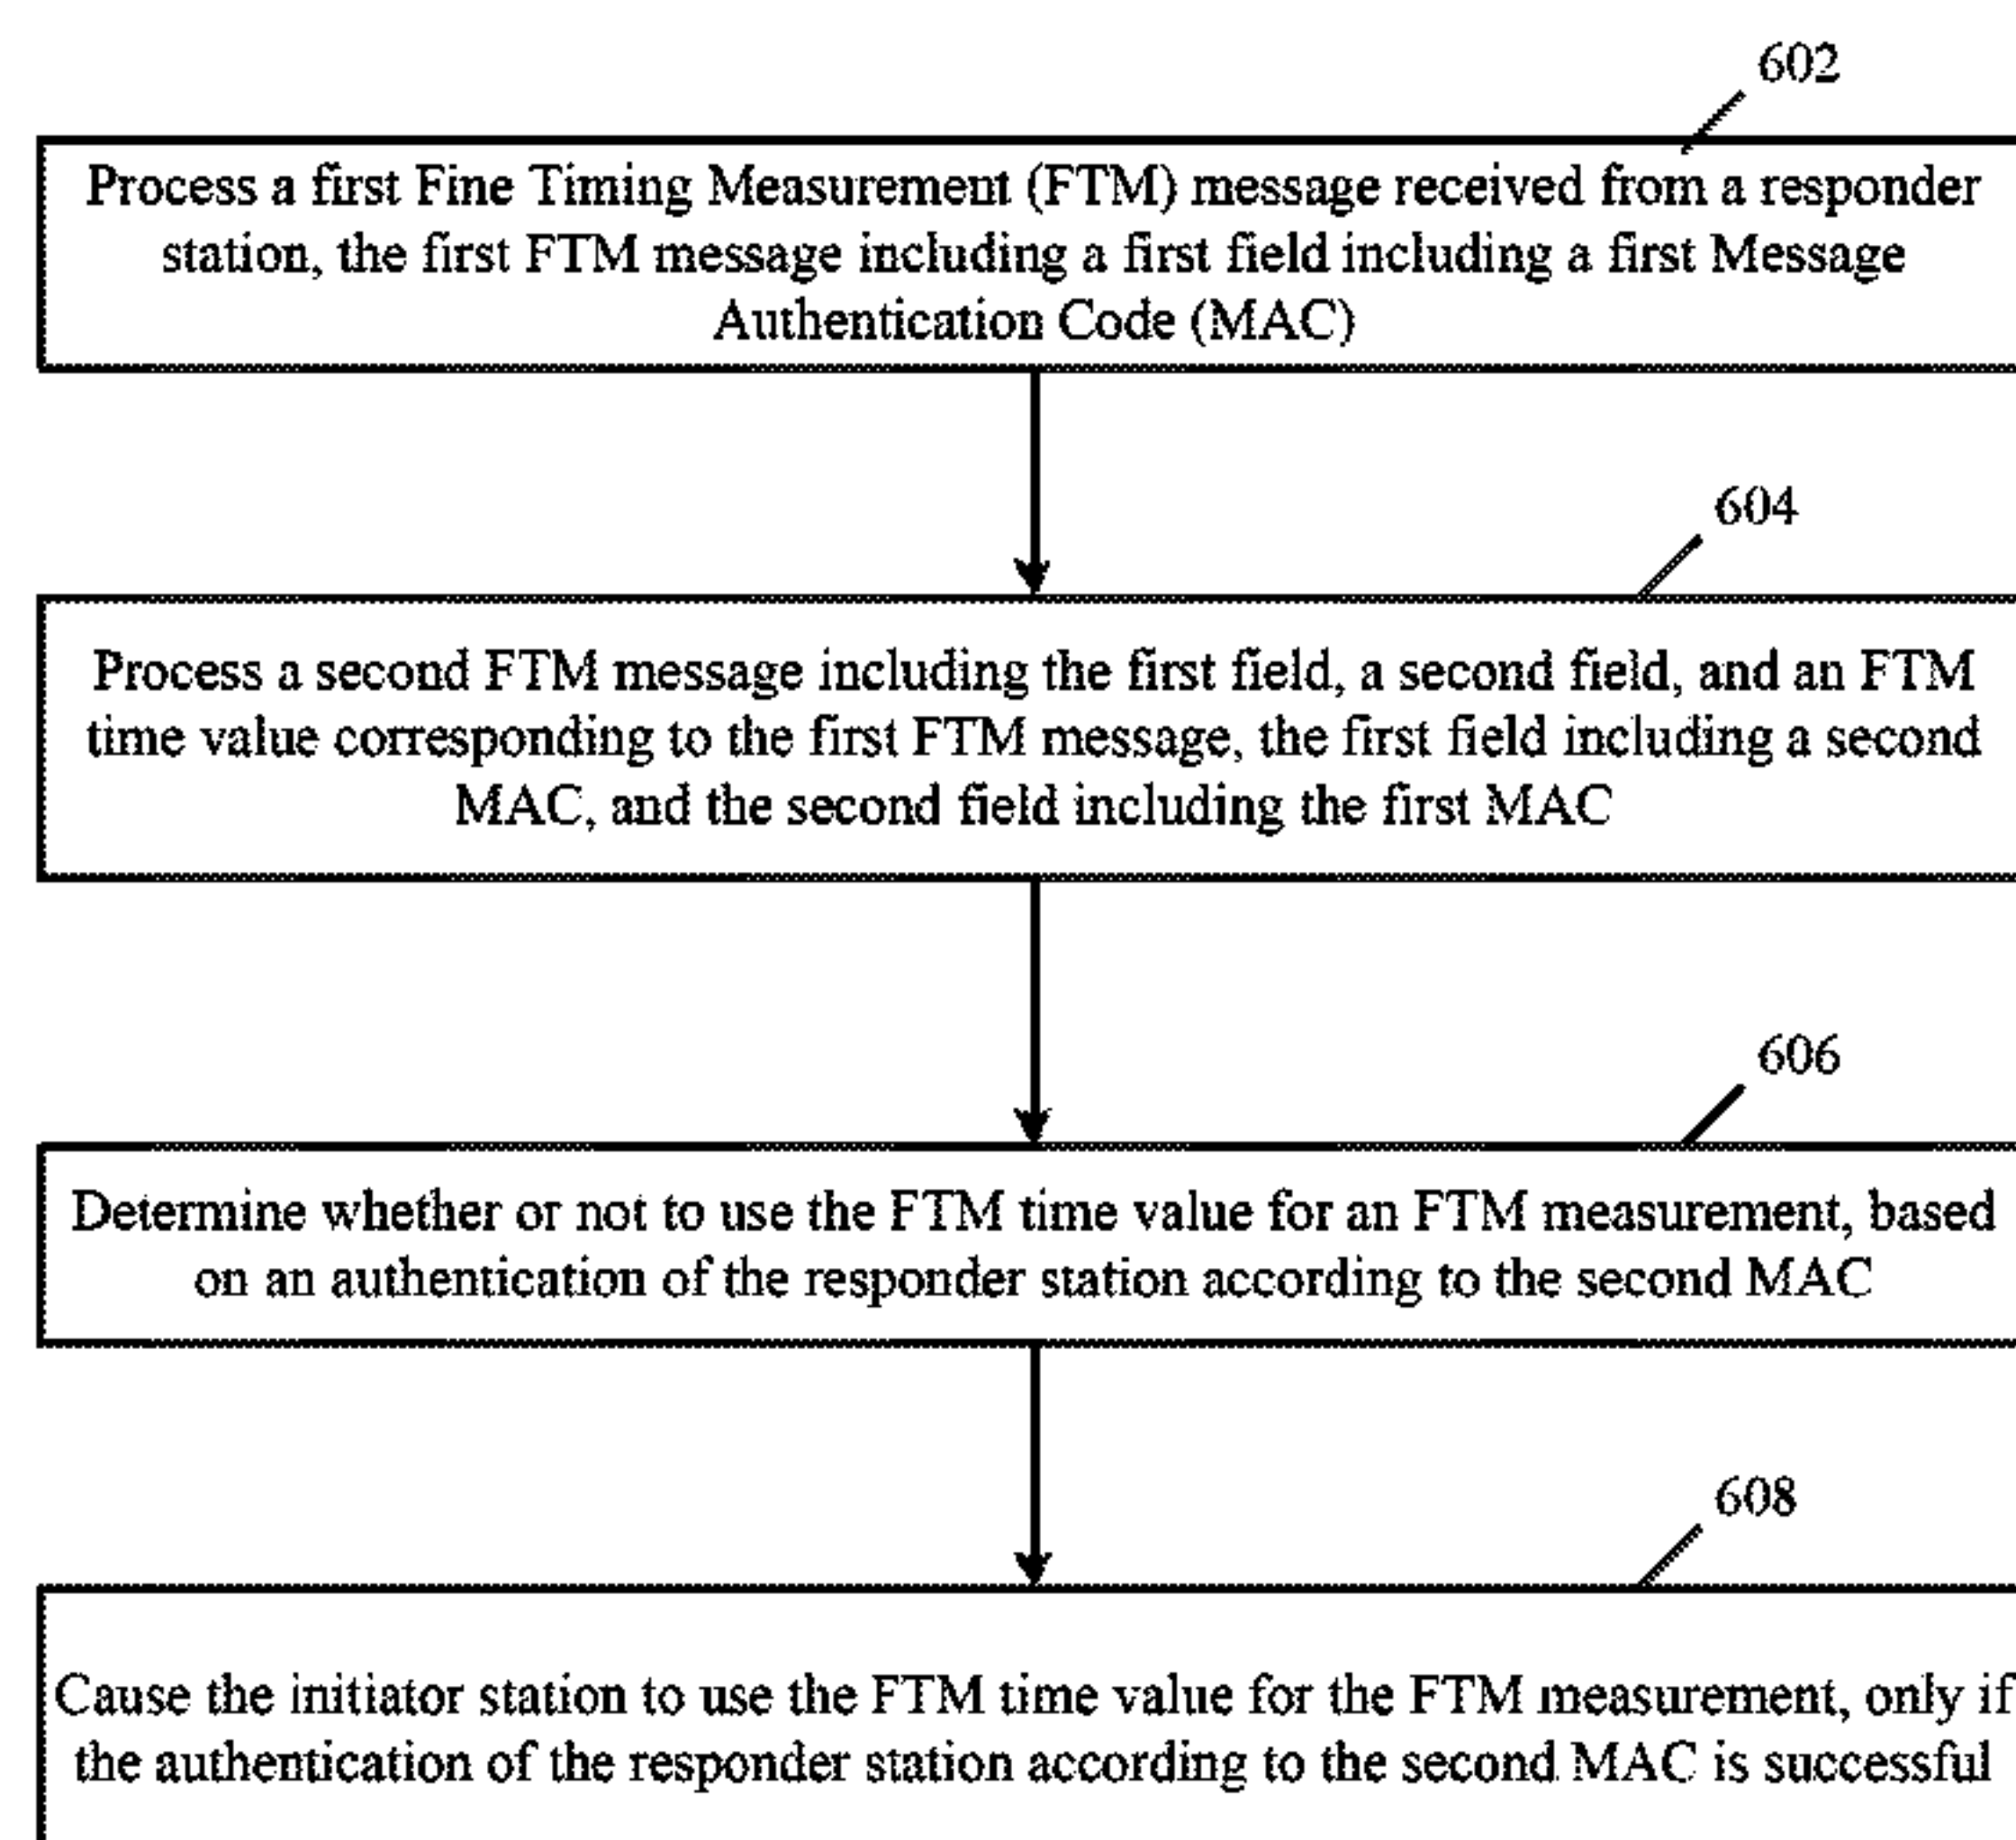 602
Process a first Fine Timing Measurement (FTM) message received from a responder
station, the first FTM message including a first field including a first Message
Authentication Code (MAC)
604
Process a second FTM message including the first field, a second field, and an FTM
time value corresponding to the first FTM message, the first field including a second
MAC, and the second field including the first MAC
606
Determine whether or not to use the FTM time value for an FTM measurement, based
on an authentication of the responder station according to the second MAC
608
Cause the initiator station to use the FTM time value for the FTM measurement, only if
the authentication of the responder station according to the second MAC is successful